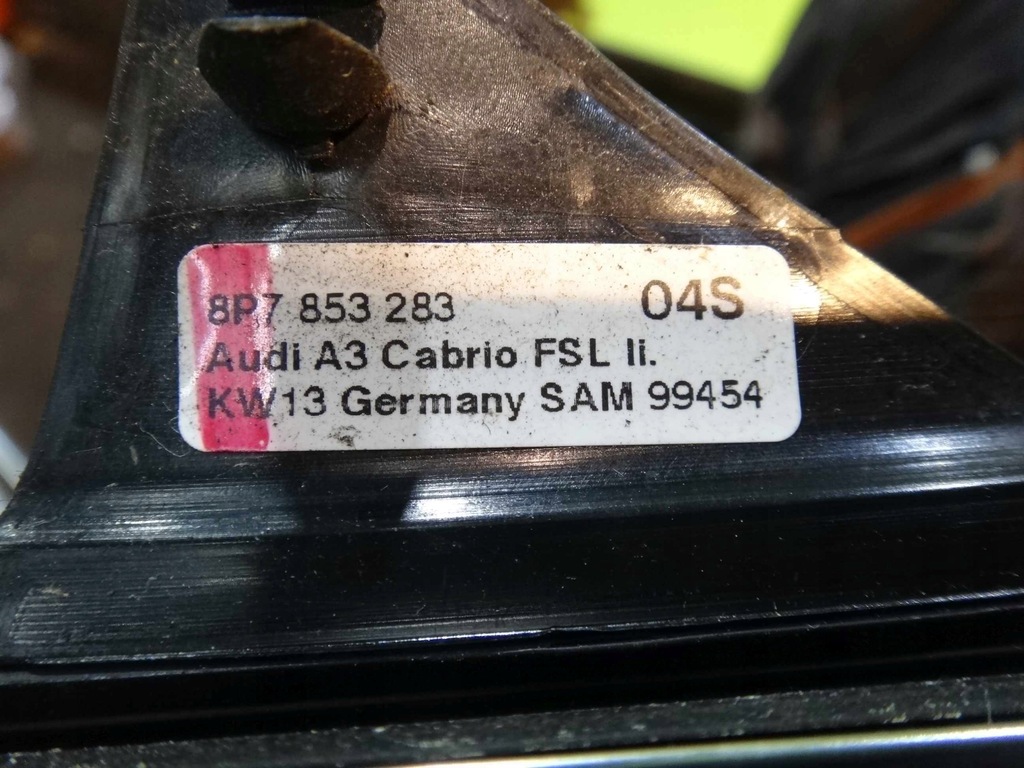 8P7 853 283 04S
Audi A3 Cabrio FSL li.
KW13 Germany SAM 99454